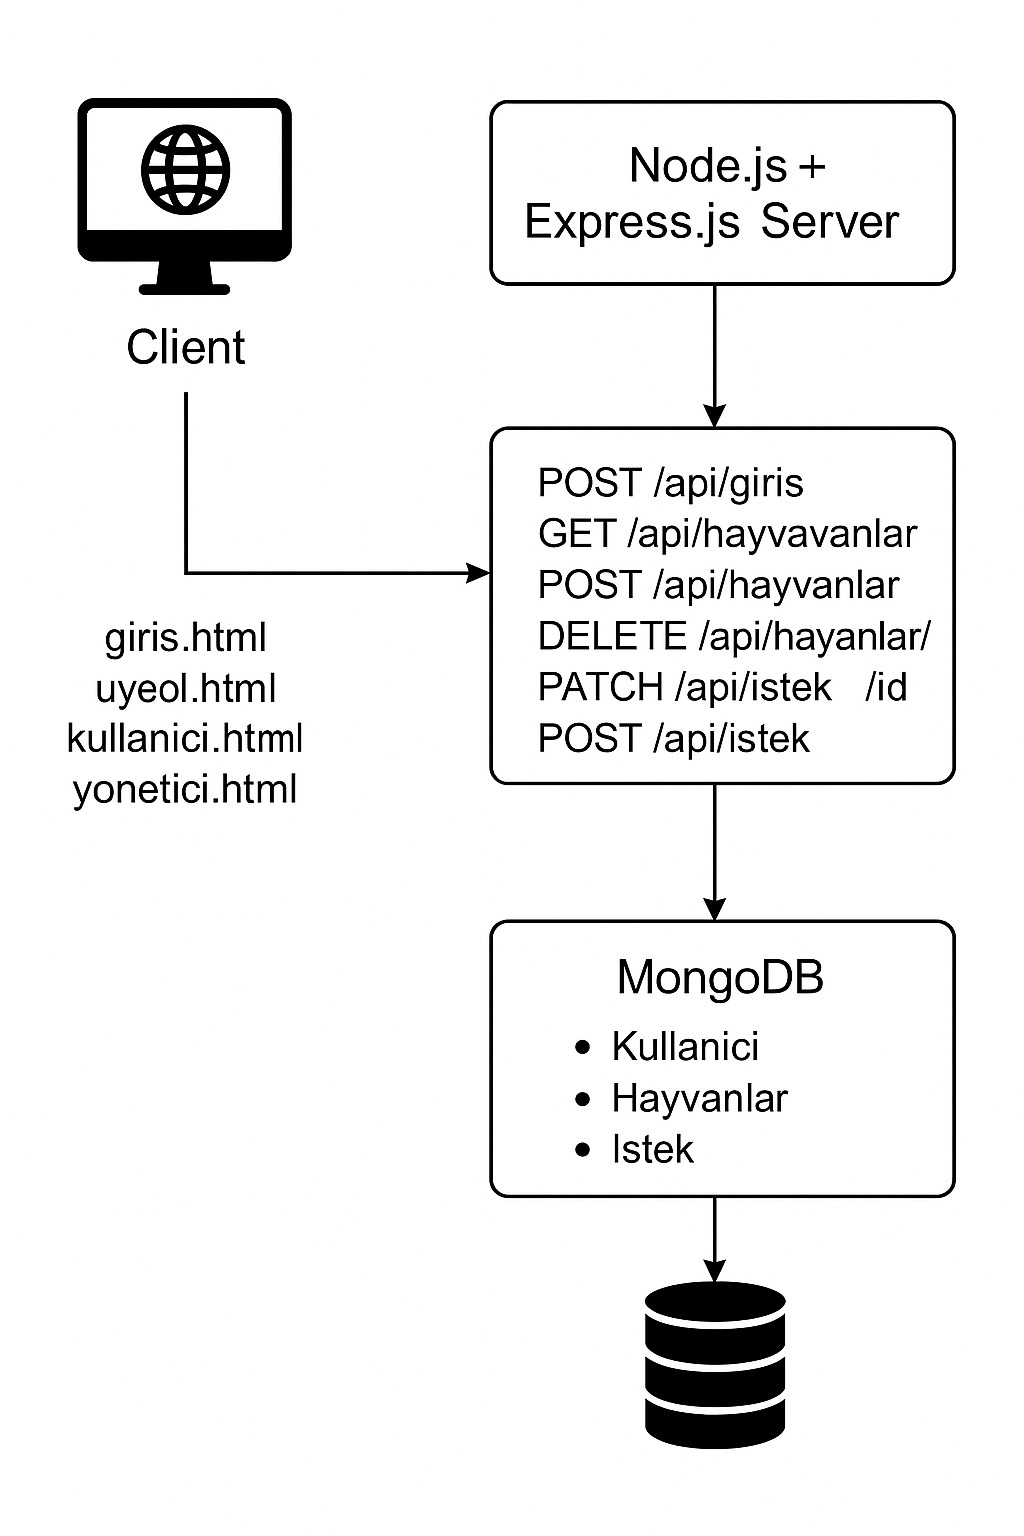 Client
giris.html
uyeol.html
kullanici.html
yonetici.html
Node.js +
Express.js Server
POST /api/giris
GET /api/hayvavanlar
POST /api/hayvanlar
DELETE /api/hayanlar/
PATCH /api/istek /id
POST /api/istek
MongoDB
• Kullanici
• Hayvanlar
• Istek